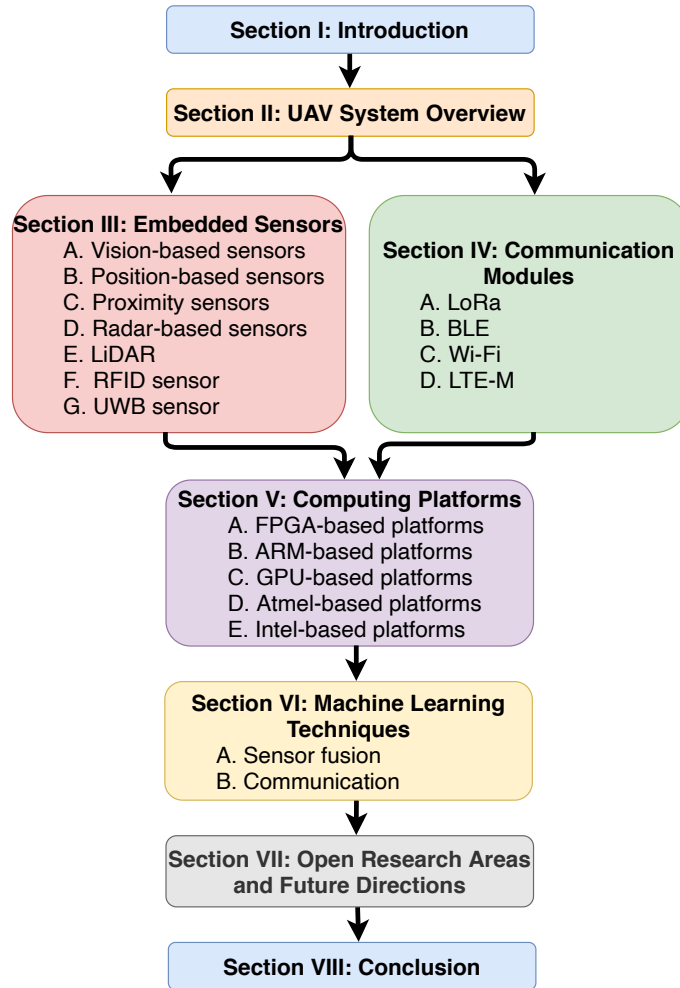 Section I: Introduction
Section II: UAV System Overview
Section III: Embedded Sensors
A. Vision-based sensors
B. Position-based sensors
C. Proximity sensors
D. Radar-based sensors
E. LiDAR
F. RFID sensor
G. UWB sensor
Section IV: Communication
Modules
A. LoRa
B. BLE
C. Wi-Fi
D. LTE-M
Section V: Computing Platforms
A. FPGA-based platforms
B. ARM-based platforms
C. GPU-based platforms
D. Atmel-based platforms
E. Intel-based platforms
Section VI: Machine Learning
Techniques
A. Sensor fusion
B. Communication
Section VII: Open Research Areas
and Future Directions
Section VIII: Conclusion